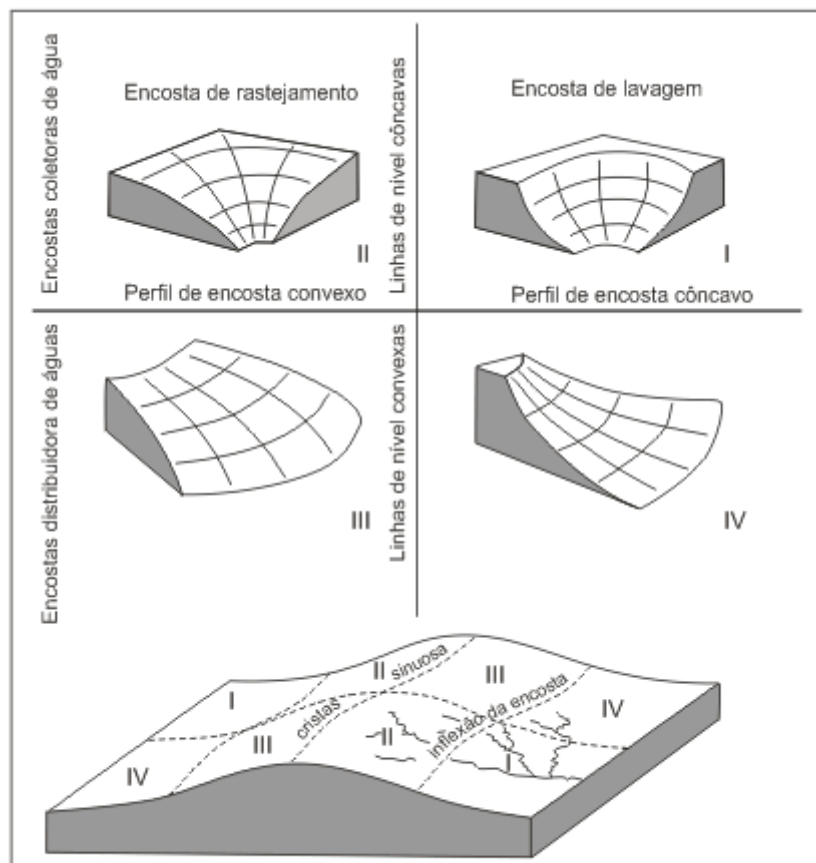 Encostas coletoras de água
Encosta de rastejamento
II
Perfil de encosta convexo
Linhas de nível côncavas
Encosta de lavagem
I
Perfil de encosta côncavo
Encostas distribuidora de águas
III
Linhas de nível convexas
IV
I
II
sinuosa
III
IV
cristas
III
II
inflexão da encosta
I
IV